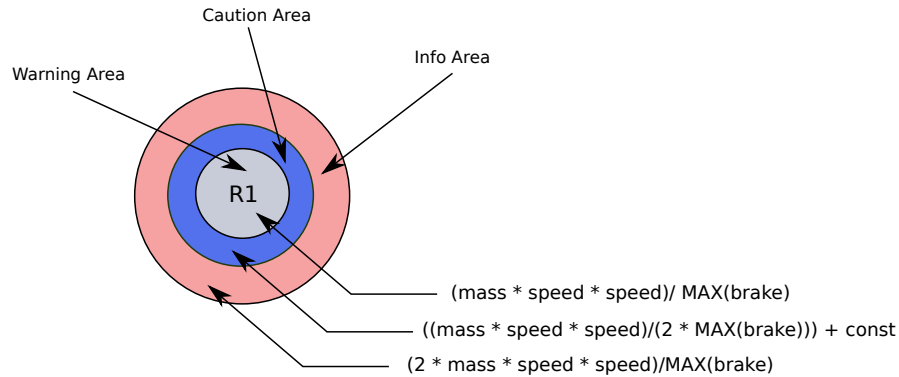 Caution Area
Info Area
Warning Area
R1
(mass * speed * speed)/ MAX(brake)
((mass * speed * speed)/(2 * MAX(brake))) + const
(2 * mass * speed * speed)/MAX(brake)